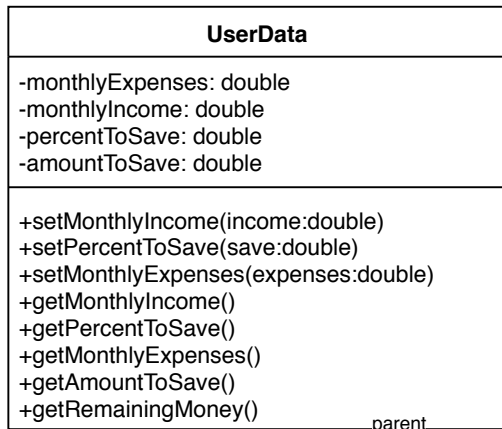 UserData
-monthlyExpenses: double
-monthlyIncome: double
-percentToSave: double
-amountToSave: double
+setMonthlyIncome(income:double)
+setPercentToSave(save:double)
+setMonthlyExpenses(expenses:double)
+getMonthlyIncome()
+getPercentToSave()
+getMonthlyExpenses()
+getAmountToSave()
+getRemainingMoney()
parent